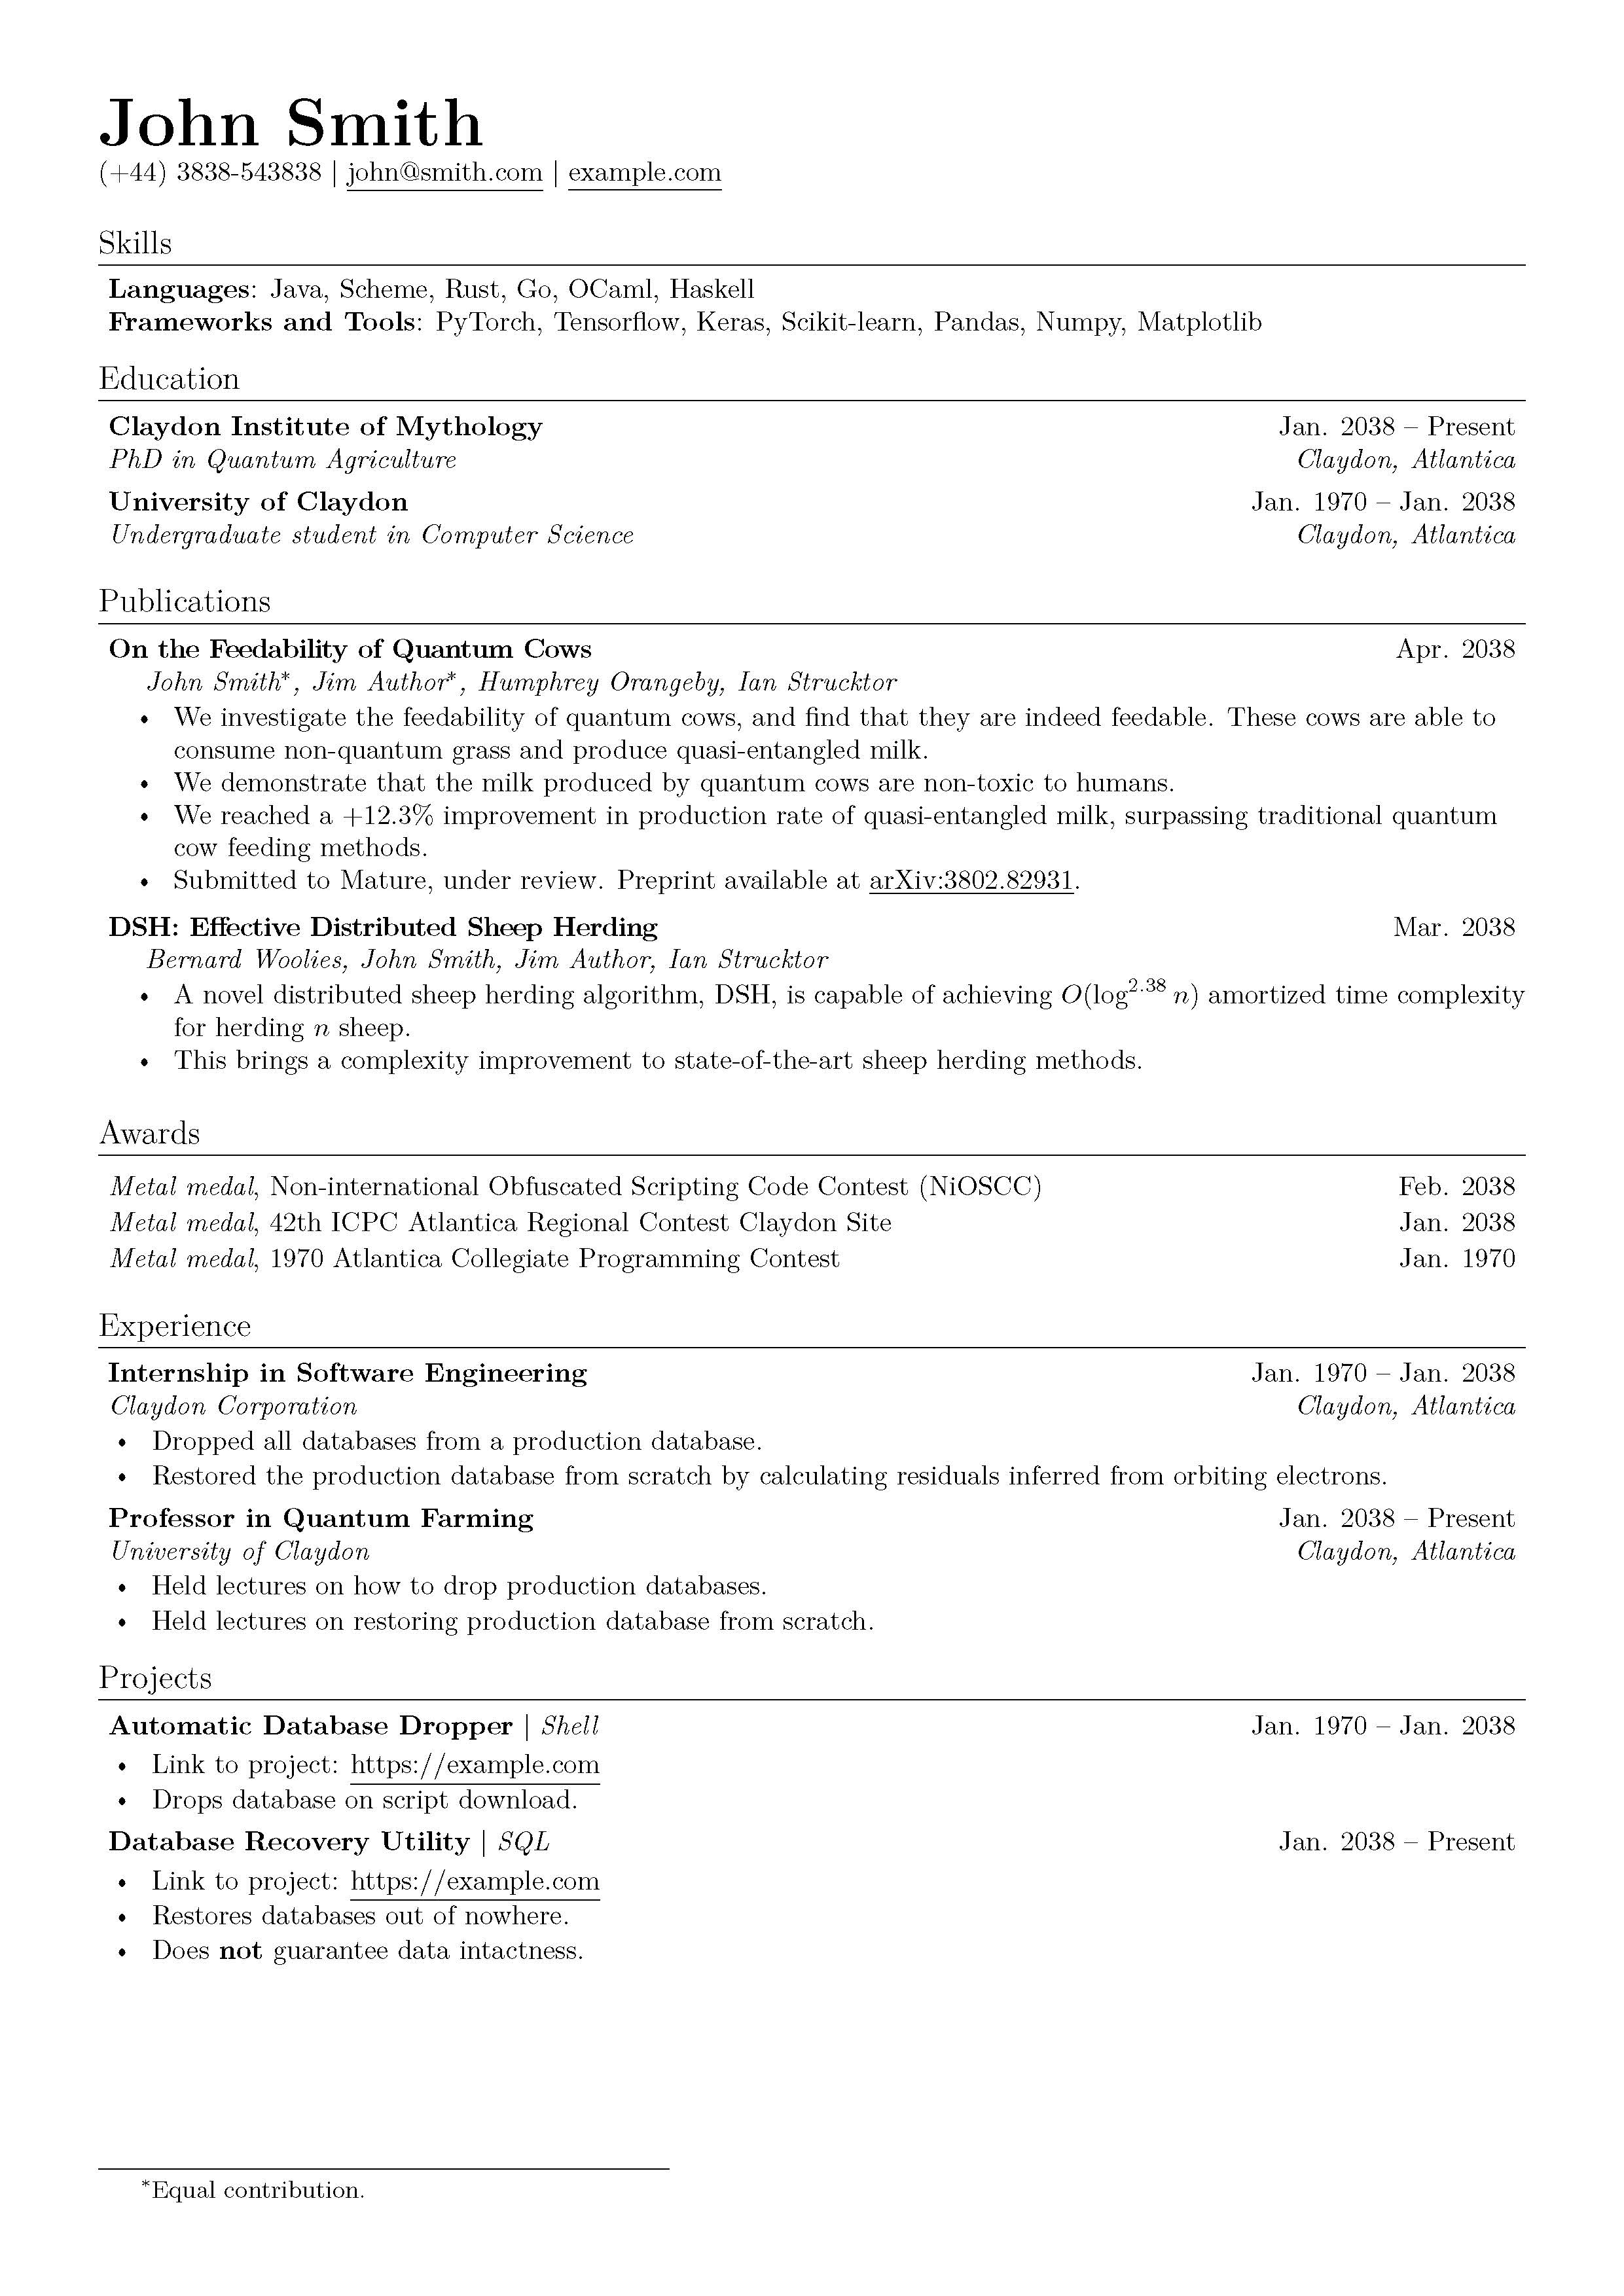 John Smith
(+44) 3838-543838 | john@smith.com | example.com
Skills
Languages: Java, Scheme, Rust, Go, OCaml, Haskell
Frameworks and Tools: PyTorch, Tensorflow, Keras, Scikit-learn, Pandas, Numpy, Matplotlib
Education
Claydon Institute of Mythology Jan. 2038 – Present
PhD in Quantum Agriculture Claydon, Atlantica
University of Claydon Jan. 1970 – Jan. 2038
Undergraduate student in Computer Science Claydon, Atlantica
Publications
On the Feedability of Quantum Cows Apr. 2038
John Smith*, Jim Author*, Humphrey Orangeby, Ian Strucktor
• We investigate the feedability of quantum cows, and find that they are indeed feedable. These cows are able to
consume non-quantum grass and produce quasi-entangled milk.
• We demonstrate that the milk produced by quantum cows are non-toxic to humans.
• We reached a +12.3% improvement in production rate of quasi-entangled milk, surpassing traditional quantum
cow feeding methods.
• Submitted to Mature, under review. Preprint available at arXiv:3802.82931.
DSH: Effective Distributed Sheep Herding Mar. 2038
Bernard Woolies, John Smith, Jim Author, Ian Strucktor
• A novel distributed sheep herding algorithm, DSH, is capable of achieving O(log^2.38 n) amortized time complexity
for herding n sheep.
• This brings a complexity improvement to state-of-the-art sheep herding methods.
Awards
Metal medal, Non-international Obfuscated Scripting Code Contest (NiOSCC) Feb. 2038
Metal medal, 42th ICPC Atlantica Regional Contest Claydon Site Jan. 2038
Metal medal, 1970 Atlantica Collegiate Programming Contest Jan. 1970
Experience
Internship in Software Engineering Jan. 1970 – Jan. 2038
Claydon Corporation Claydon, Atlantica
• Dropped all databases from a production database.
• Restored the production database from scratch by calculating residuals inferred from orbiting electrons.
Professor in Quantum Farming Jan. 2038 – Present
University of Claydon Claydon, Atlantica
• Held lectures on how to drop production databases.
• Held lectures on restoring production database from scratch.
Projects
Automatic Database Dropper | Shell Jan. 1970 – Jan. 2038
• Link to project: https://example.com
• Drops database on script download.
Database Recovery Utility | SQL Jan. 2038 – Present
• Link to project: https://example.com
• Restores databases out of nowhere.
• Does not guarantee data intactness.
*Equal contribution.